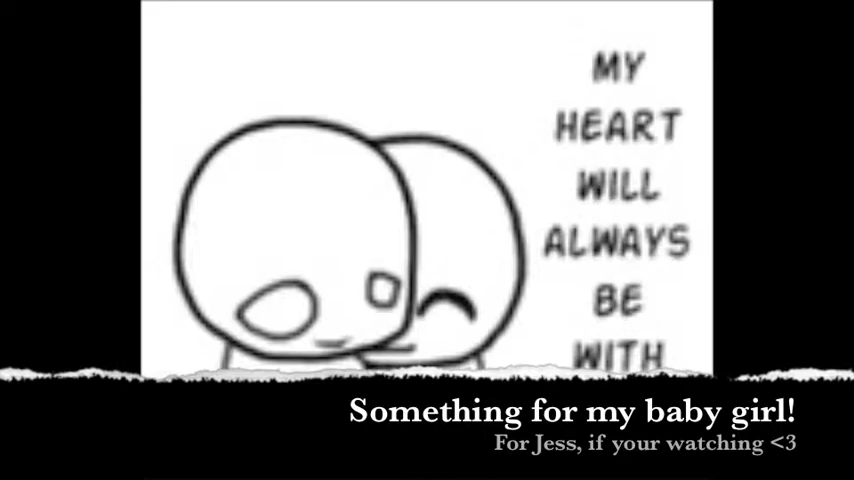 MY
HEART
WILL
ALWAYS
BE
WITH
Something for my baby girl!
For Jess, if your watching <3